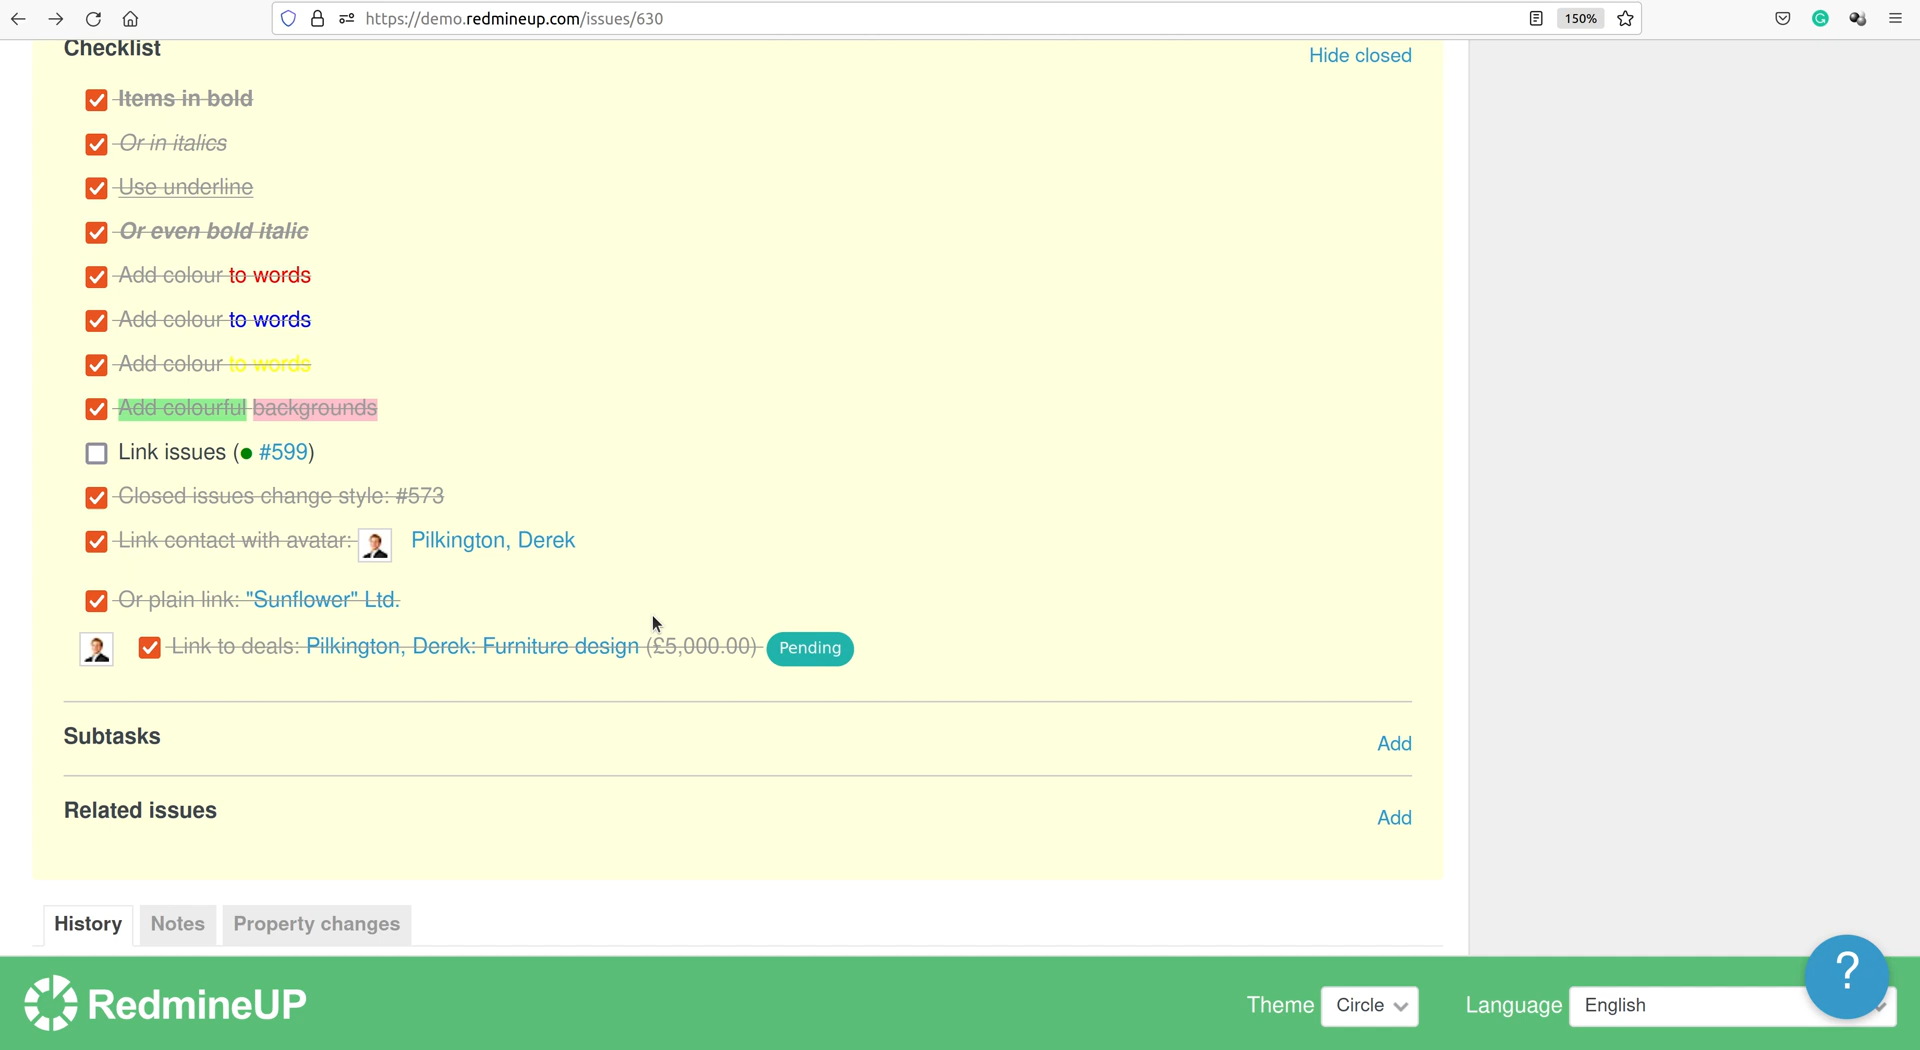 https://demo.redmineup.com/issues/630
150%
Checklist
Hide closed
Items in bold
Or in italics
Use underline
Or even bold italic
Add colour to words
Add colour to words
Add colour to words
Add colourful backgrounds
Link issues (● #599)
Closed issues change style: #573
Link contact with avatar: Pilkington, Derek
Or plain link: "Sunflower" Ltd.
Link to deals: Pilkington, Derek: Furniture design (£5,000.00) Pending
Subtasks
Add
Related issues
Add
History Notes Property changes
?
RedmineUP
Theme Circle Language English